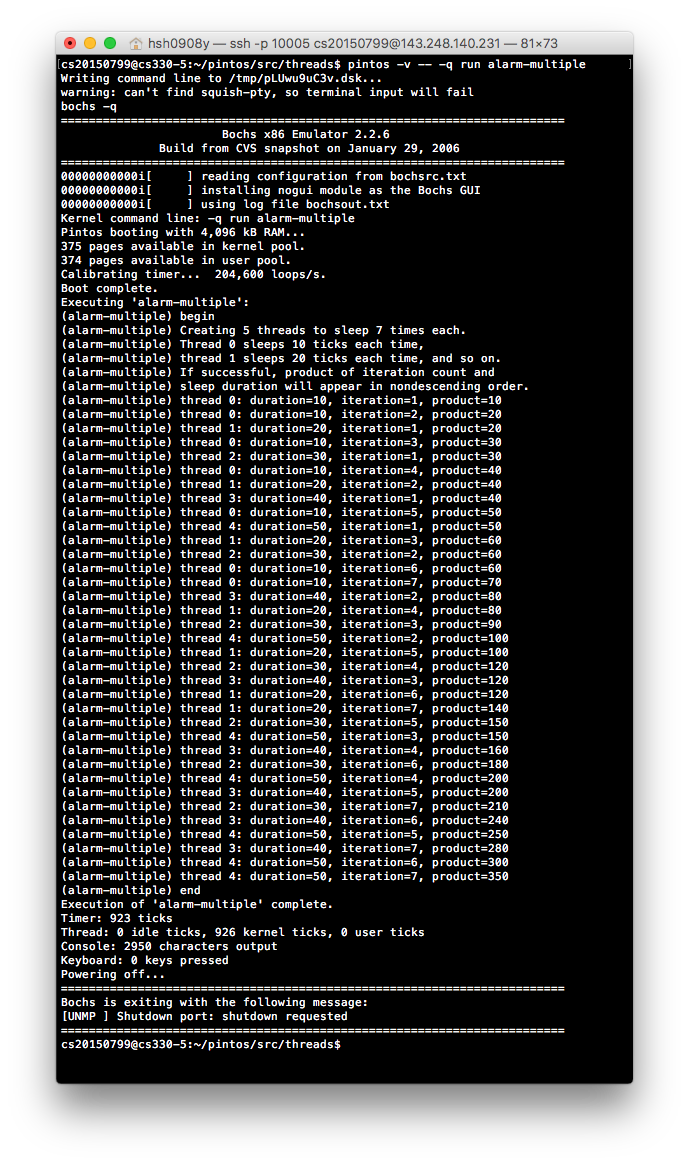 hsh0908y — ssh -p 10005 cs20150799@143.248.140.231 — 81×73
[cs20150799@cs330-5:~/pintos/src/threads$ pintos -v -- -q run alarm-multiple ]
Writing command line to /tmp/pLUwu9uC3v.dsk...
warning: can't find squish-pty, so terminal input will fail
bochs -q
========================================================================
Bochs x86 Emulator 2.2.6
Build from CVS snapshot on January 29, 2006
========================================================================
00000000000i[     ] reading configuration from bochsrc.txt
00000000000i[     ] installing nogui module as the Bochs GUI
00000000000i[     ] using log file bochsout.txt
Kernel command line: -q run alarm-multiple
Pintos booting with 4,096 kB RAM...
375 pages available in kernel pool.
374 pages available in user pool.
Calibrating timer...  204,600 loops/s.
Boot complete.
Executing 'alarm-multiple':
(alarm-multiple) begin
(alarm-multiple) Creating 5 threads to sleep 7 times each.
(alarm-multiple) Thread 0 sleeps 10 ticks each time,
(alarm-multiple) thread 1 sleeps 20 ticks each time, and so on.
(alarm-multiple) If successful, product of iteration count and
(alarm-multiple) sleep duration will appear in nondescending order.
(alarm-multiple) thread 0: duration=10, iteration=1, product=10
(alarm-multiple) thread 0: duration=10, iteration=2, product=20
(alarm-multiple) thread 1: duration=20, iteration=1, product=20
(alarm-multiple) thread 0: duration=10, iteration=3, product=30
(alarm-multiple) thread 2: duration=30, iteration=1, product=30
(alarm-multiple) thread 0: duration=10, iteration=4, product=40
(alarm-multiple) thread 1: duration=20, iteration=2, product=40
(alarm-multiple) thread 3: duration=40, iteration=1, product=40
(alarm-multiple) thread 0: duration=10, iteration=5, product=50
(alarm-multiple) thread 4: duration=50, iteration=1, product=50
(alarm-multiple) thread 1: duration=20, iteration=3, product=60
(alarm-multiple) thread 2: duration=30, iteration=2, product=60
(alarm-multiple) thread 0: duration=10, iteration=6, product=60
(alarm-multiple) thread 0: duration=10, iteration=7, product=70
(alarm-multiple) thread 3: duration=40, iteration=2, product=80
(alarm-multiple) thread 1: duration=20, iteration=4, product=80
(alarm-multiple) thread 2: duration=30, iteration=3, product=90
(alarm-multiple) thread 4: duration=50, iteration=2, product=100
(alarm-multiple) thread 1: duration=20, iteration=5, product=100
(alarm-multiple) thread 2: duration=30, iteration=4, product=120
(alarm-multiple) thread 3: duration=40, iteration=3, product=120
(alarm-multiple) thread 1: duration=20, iteration=6, product=120
(alarm-multiple) thread 1: duration=20, iteration=7, product=140
(alarm-multiple) thread 2: duration=30, iteration=5, product=150
(alarm-multiple) thread 4: duration=50, iteration=3, product=150
(alarm-multiple) thread 3: duration=40, iteration=4, product=160
(alarm-multiple) thread 2: duration=30, iteration=6, product=180
(alarm-multiple) thread 4: duration=50, iteration=4, product=200
(alarm-multiple) thread 3: duration=40, iteration=5, product=200
(alarm-multiple) thread 2: duration=30, iteration=7, product=210
(alarm-multiple) thread 3: duration=40, iteration=6, product=240
(alarm-multiple) thread 4: duration=50, iteration=5, product=250
(alarm-multiple) thread 3: duration=40, iteration=7, product=280
(alarm-multiple) thread 4: duration=50, iteration=6, product=300
(alarm-multiple) thread 4: duration=50, iteration=7, product=350
(alarm-multiple) end
Execution of 'alarm-multiple' complete.
Timer: 923 ticks
Thread: 0 idle ticks, 926 kernel ticks, 0 user ticks
Console: 2950 characters output
Keyboard: 0 keys pressed
Powering off...
========================================================================
Bochs is exiting with the following message:
[UNMP ] Shutdown port: shutdown requested
========================================================================
cs20150799@cs330-5:~/pintos/src/threads$